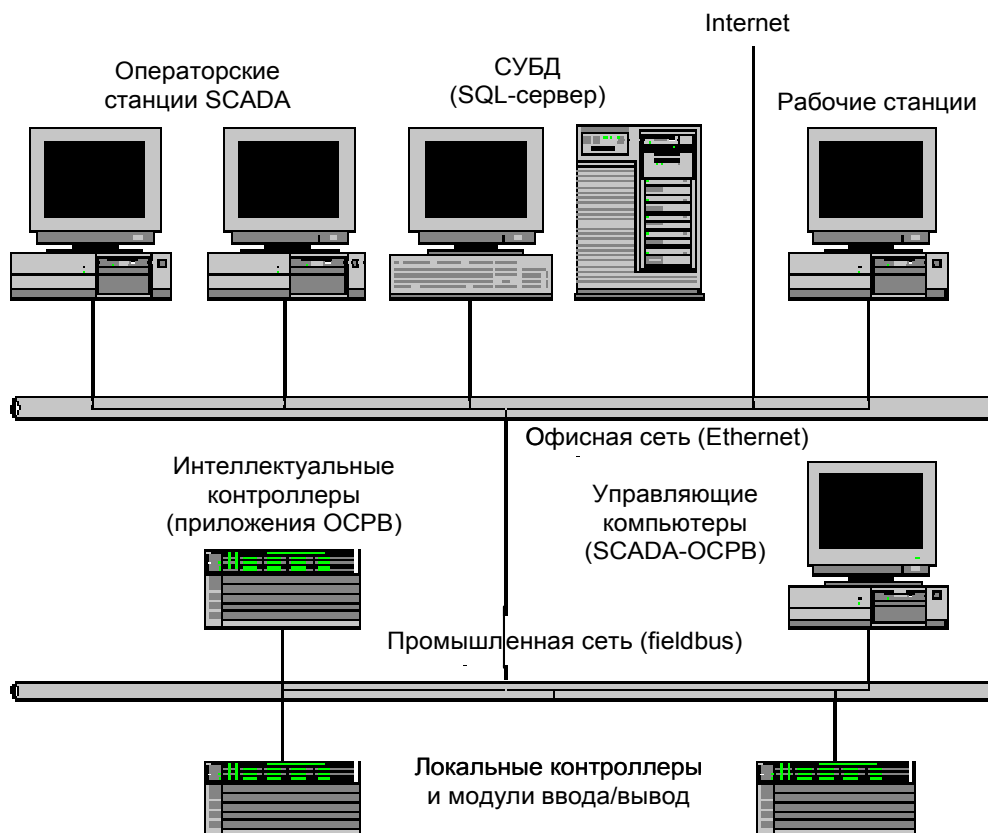 Internet
Операторские
станции SCADA
СУБД
(SQL-сервер)
Рабочие станции
Офисная сеть (Ethernet)
Интеллектуальные
контроллеры
(приложения ОСРВ)
Управляющие
компьютеры
(SCADA-ОСРВ)
Промышленная сеть (fieldbus)
Локальные контроллеры
и модули ввода/вывод